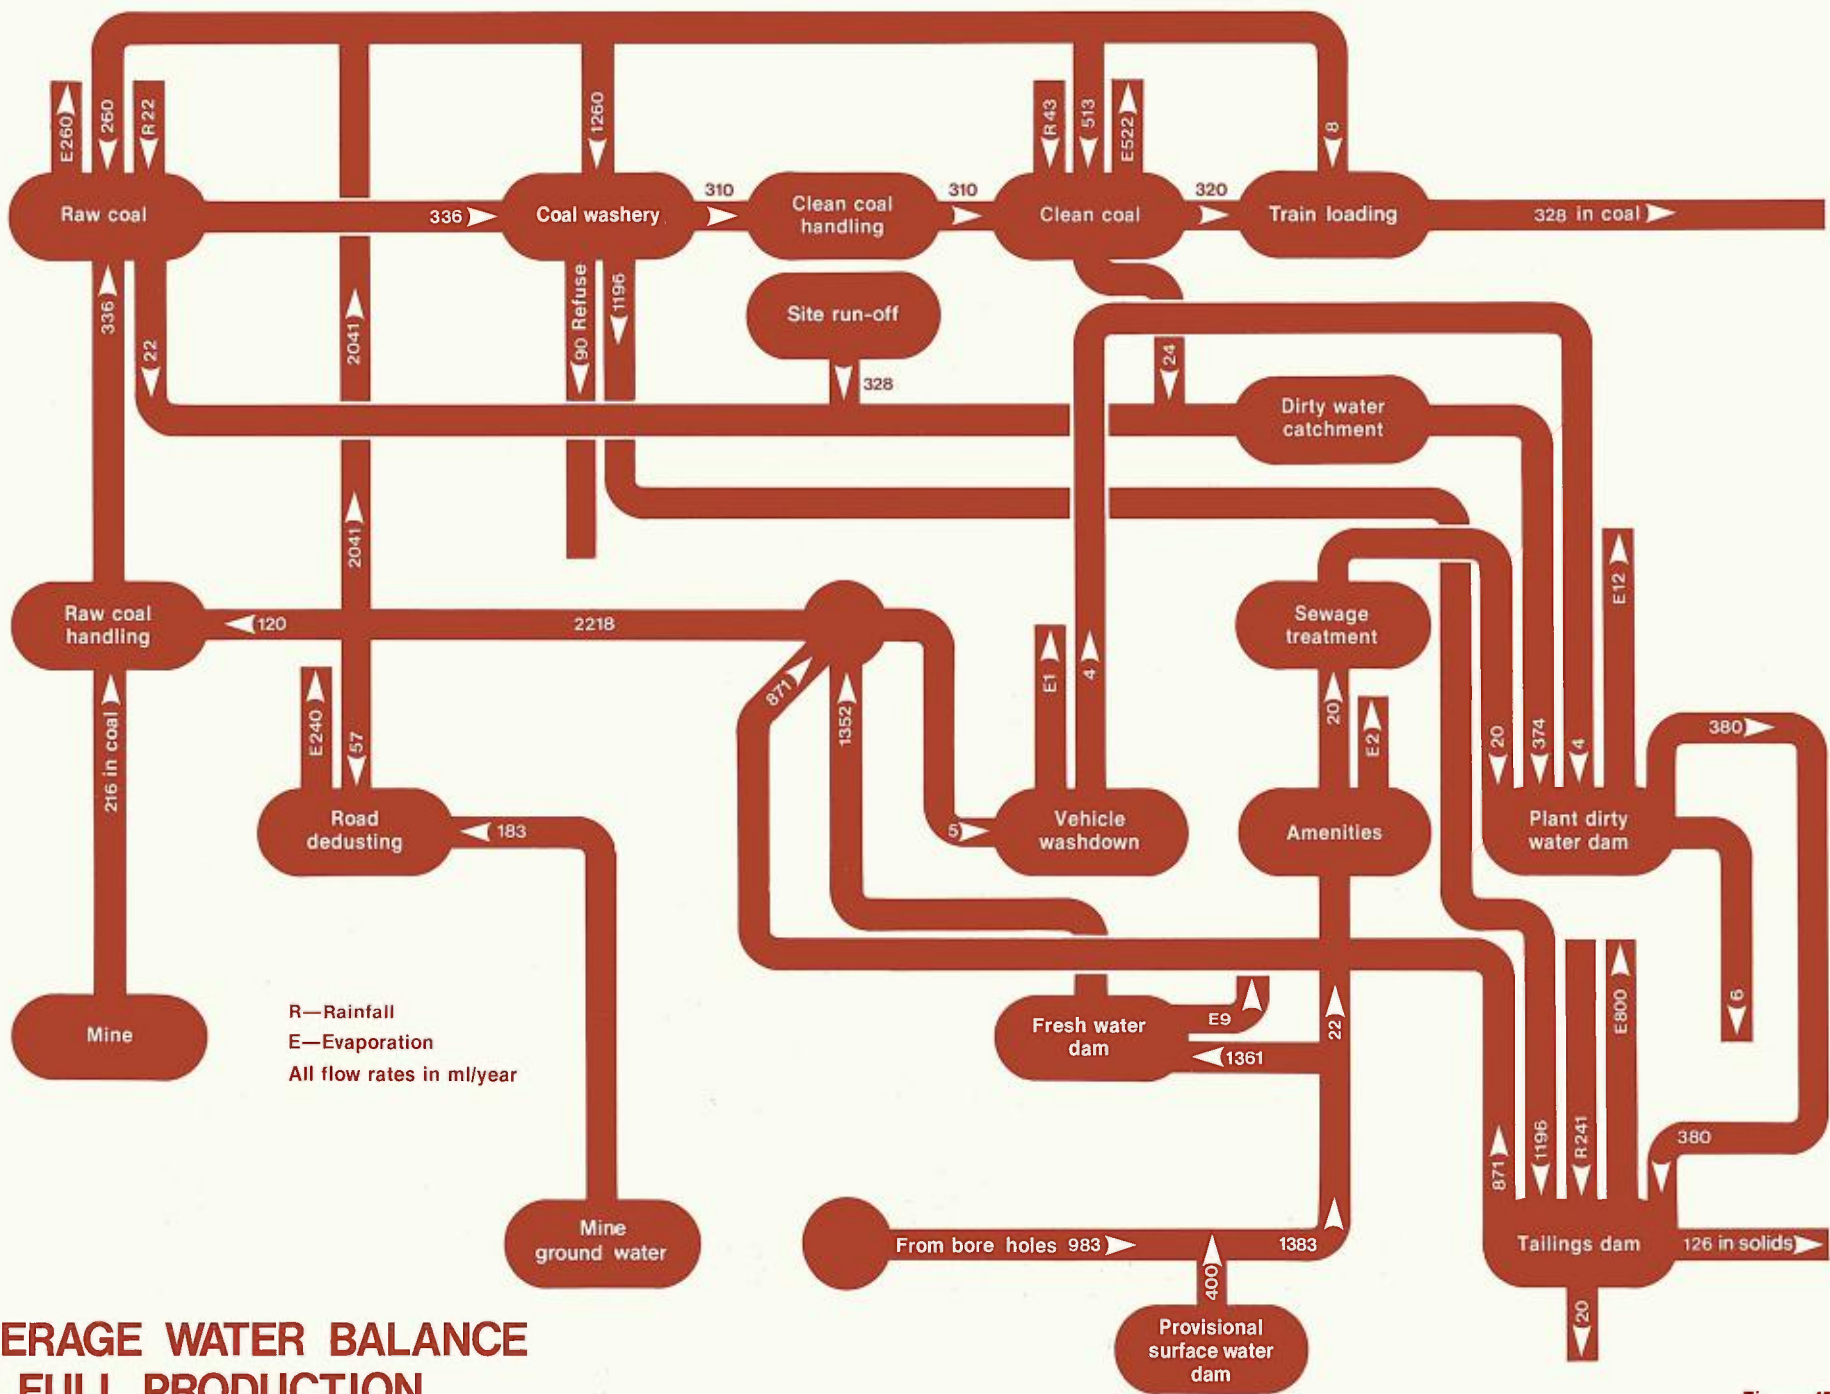 E260
260
R22
1260
R43
513
E522
8
Raw coal
336
Coal washery
310
Clean coal
handling
310
Clean coal
320
Train loading
328 in coal
336
22
2041
90 Refuse
1196
Site run-off
328
24
Dirty water
catchment
2041
Raw coal
handling
120
2218
Sewage
treatment
E12
216 in coal
E240
57
871
1352
E1
4
20
E2
20
374
4
380
Road
dedusting
183
5
Vehicle
washdown
Amenities
Plant dirty
water dam
Mine
R—Rainfall
E—Evaporation
All flow rates in ml/year
Fresh water
dam
E9
1361
22
E800
6
871
1196
R241
380
Mine
ground water
From bore holes 983
1383
400
Tailings dam
126 in solids
20
Provisional
surface water
dam
ERAGE WATER BALANCE
FULL PRODUCTION